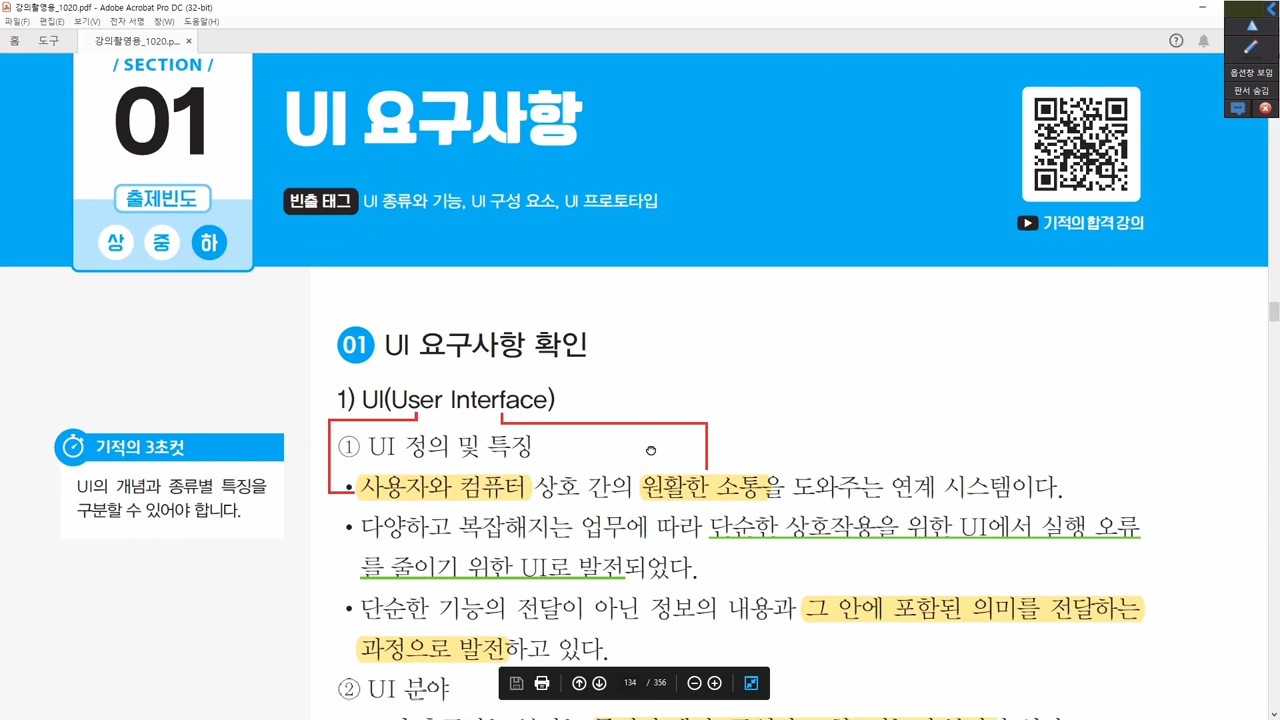 강의촬영용_1020.pdf - Adobe Acrobat Pro DC (32-bit)
파일(F) 편집(E) 보기(V) 전자 서명 창(W) 도움말(H)
홈 도구 강의촬영용_1020.p... ×
옵션창 보임
판서 숨김
/ SECTION /
01
출제빈도
상 중 하
UI 요구사항
빈출 태그 UI 종류와 기능, UI 구성 요소, UI 프로토타입
기적의 합격 강의
01 UI 요구사항 확인
1) UI(User Interface)
기적의 3초컷
UI의 개념과 종류별 특징을
구분할 수 있어야 합니다.
① UI 정의 및 특징
• 사용자와 컴퓨터 상호 간의 원활한 소통을 도와주는 연계 시스템이다.
• 다양하고 복잡해지는 업무에 따라 단순한 상호작용을 위한 UI에서 실행 오류
를 줄이기 위한 UI로 발전되었다.
• 단순한 기능의 전달이 아닌 정보의 내용과 그 안에 포함된 의미를 전달하는
과정으로 발전하고 있다.
② UI 분야
134 / 356